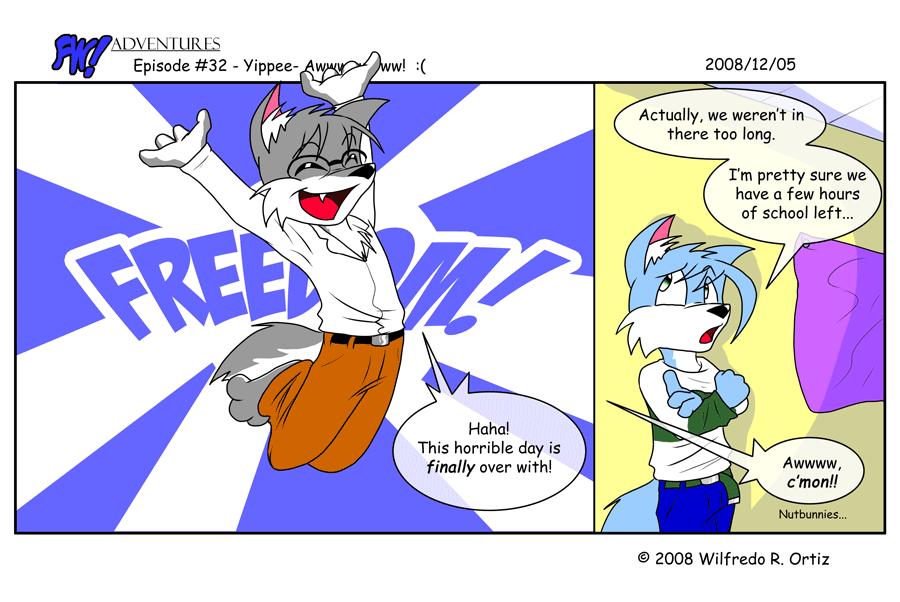 FW! ADVENTURES
Episode #32 - Yippee- Awww, ww! :(
2008/12/05
FREEDOM!
Haha!
This horrible day is
finally over with!
Actually, we weren't in
there too long.
I'm pretty sure we
have a few hours
of school left...
Awwww,
c'mon!!
Nutbunnies...
© 2008 Wilfredo R. Ortiz